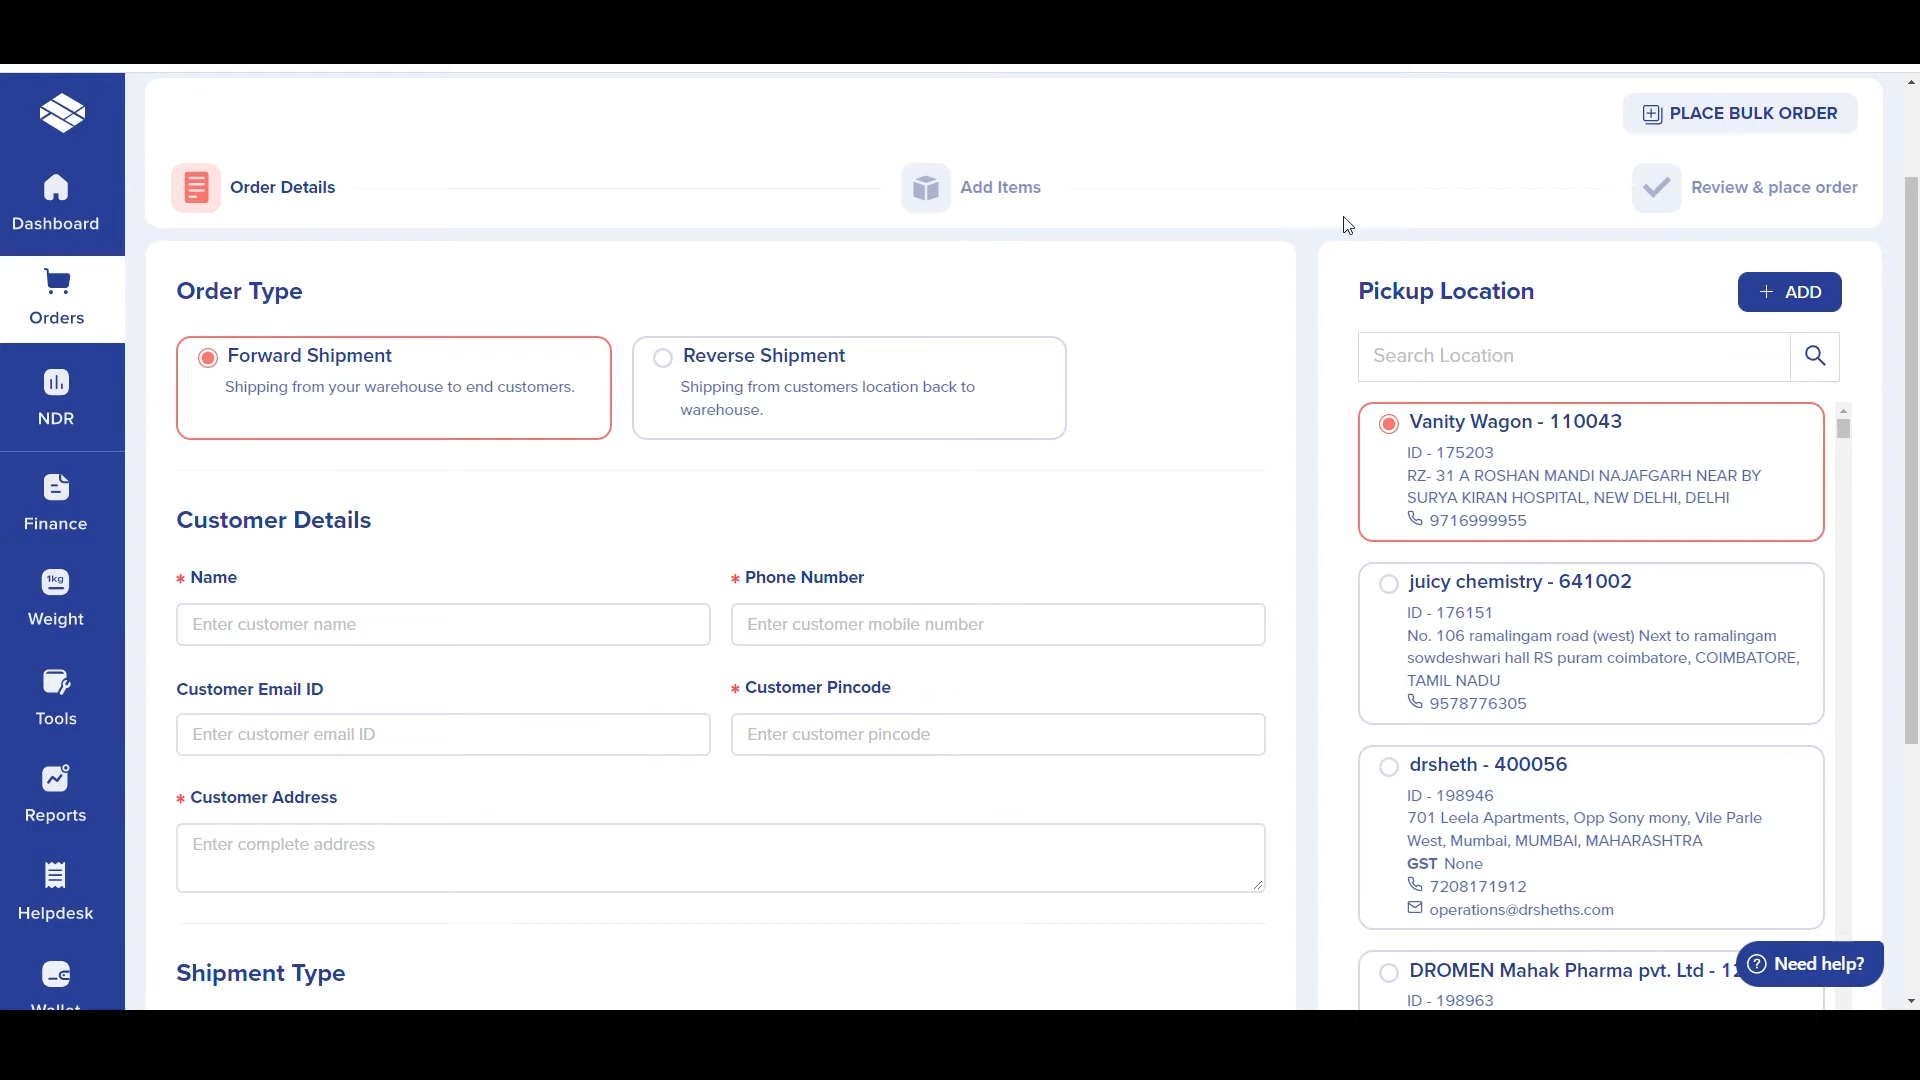 PLACE BULK ORDER
Order Details
Add Items
Review & place order
Dashboard
Orders
NDR
Finance
1kg
Weight
Tools
Reports
Helpdesk
Wallet
Order Type
Forward Shipment
Shipping from your warehouse to end customers.
Reverse Shipment
Shipping from customers location back to
warehouse.
Customer Details
* Name
* Phone Number
Enter customer name
Enter customer mobile number
Customer Email ID
* Customer Pincode
Enter customer email ID
Enter customer pincode
* Customer Address
Enter complete address
Shipment Type
Pickup Location
+ ADD
Search Location
Vanity Wagon - 110043
ID - 175203
RZ- 31 A ROSHAN MANDI NAJAFGARH NEAR BY
SURYA KIRAN HOSPITAL, NEW DELHI, DELHI
9716999955
juicy chemistry - 641002
ID - 176151
No. 106 ramalingam road (west) Next to ramalingam
sowdeshwari hall RS puram coimbatore, COIMBATORE,
TAMIL NADU
9578776305
drsheth - 400056
ID - 198946
701 Leela Apartments, Opp Sony mony, Vile Parle
West, Mumbai, MUMBAI, MAHARASHTRA
GST None
7208171912
operations@drsheths.com
DROMEN Mahak Pharma pvt. Ltd - 12
ID - 198963
Need help?